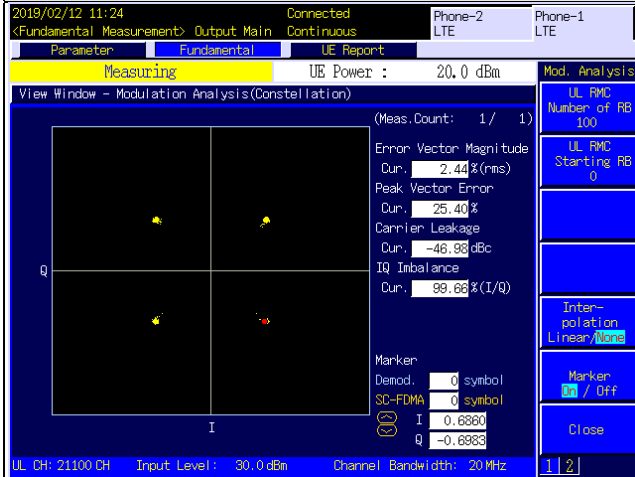 2019/02/12 11:24 Connected Phone-2 Phone-1
<Fundamental Measurement> Output Main Continuous LTE LTE
Parameter Fundamental UE Report
Measuring UE Power : 20.0 dBm Mod. Analysis
View Window - Modulation Analysis(Constellation)
UL RMC
Number of RB
100
(Meas.Count: 1/ 1)
Error Vector Magnitude
Cur. 2.44 %(rms)
UL RMC
Starting RB
0
Peak Vector Error
Cur. 25.40 %
Carrier Leakage
Cur. -46.98 dBc
IQ Imbalance
Cur. 99.66 %(I/Q)
Q
Inter-
polation
Linear/None
Marker
Demod. 0 symbol
SC-FDMA 0 symbol
I 0.6860
Q -0.6983
Marker
On / Off
I
Close
UL CH: 21100 CH Input Level: 30.0 dBm Channel Bandwidth: 20 MHz 1 2